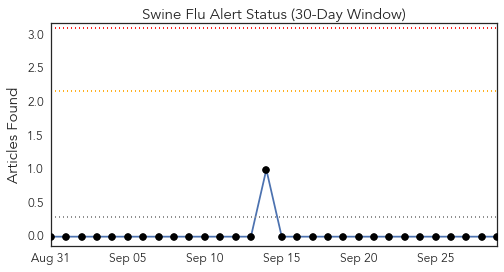 Swine Flu Alert Status (30-Day Window)
Articles Found
3.0
2.5
2.0
1.5
1.0
0.5
0.0
Aug 31 Sep 05 Sep 10 Sep 15 Sep 20 Sep 25